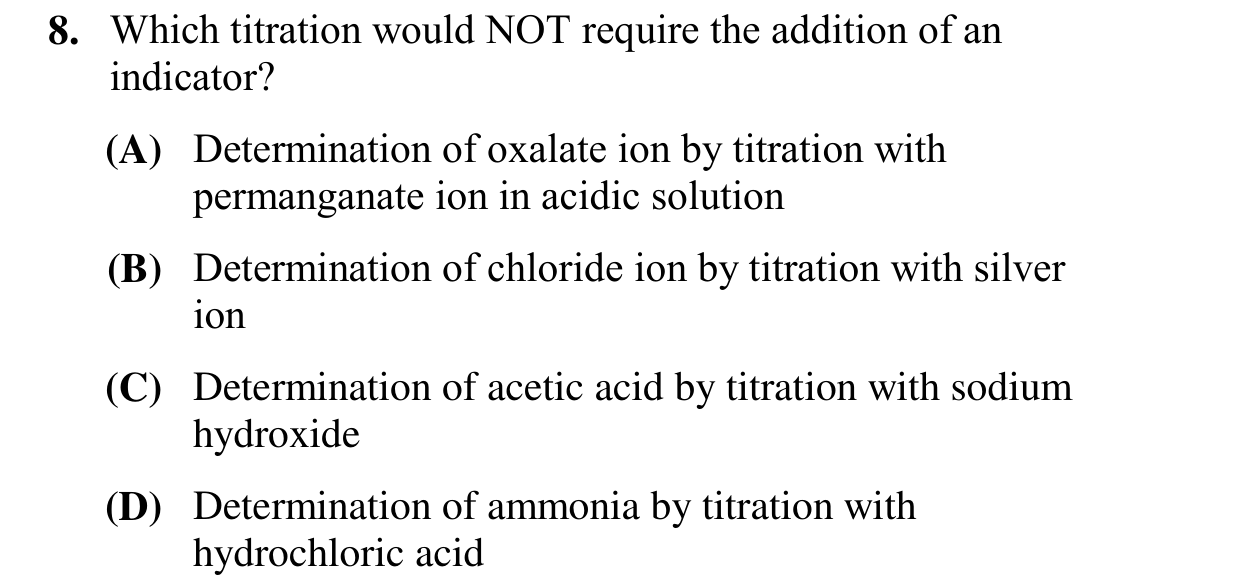 8. Which titration would NOT require the addition of an
indicator?
(A) Determination of oxalate ion by titration with
permanganate ion in acidic solution
(B) Determination of chloride ion by titration with silver
ion
(C) Determination of acetic acid by titration with sodium
hydroxide
(D) Determination of ammonia by titration with
hydrochloric acid